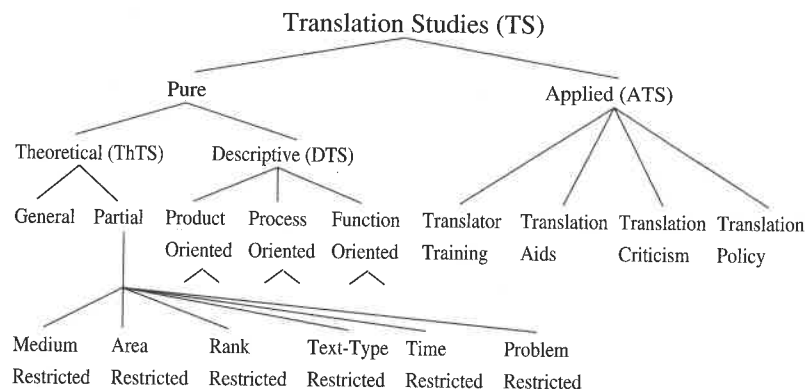 Translation Studies (TS)
Pure
Applied (ATS)
Theoretical (ThTS)
Descriptive (DTS)
General
Partial
Product
Oriented
Process
Oriented
Function
Oriented
Translator
Training
Translation
Aids
Translation
Criticism
Translation
Policy
Medium
Restricted
Area
Restricted
Rank
Restricted
Text-Type
Restricted
Time
Restricted
Problem
Restricted